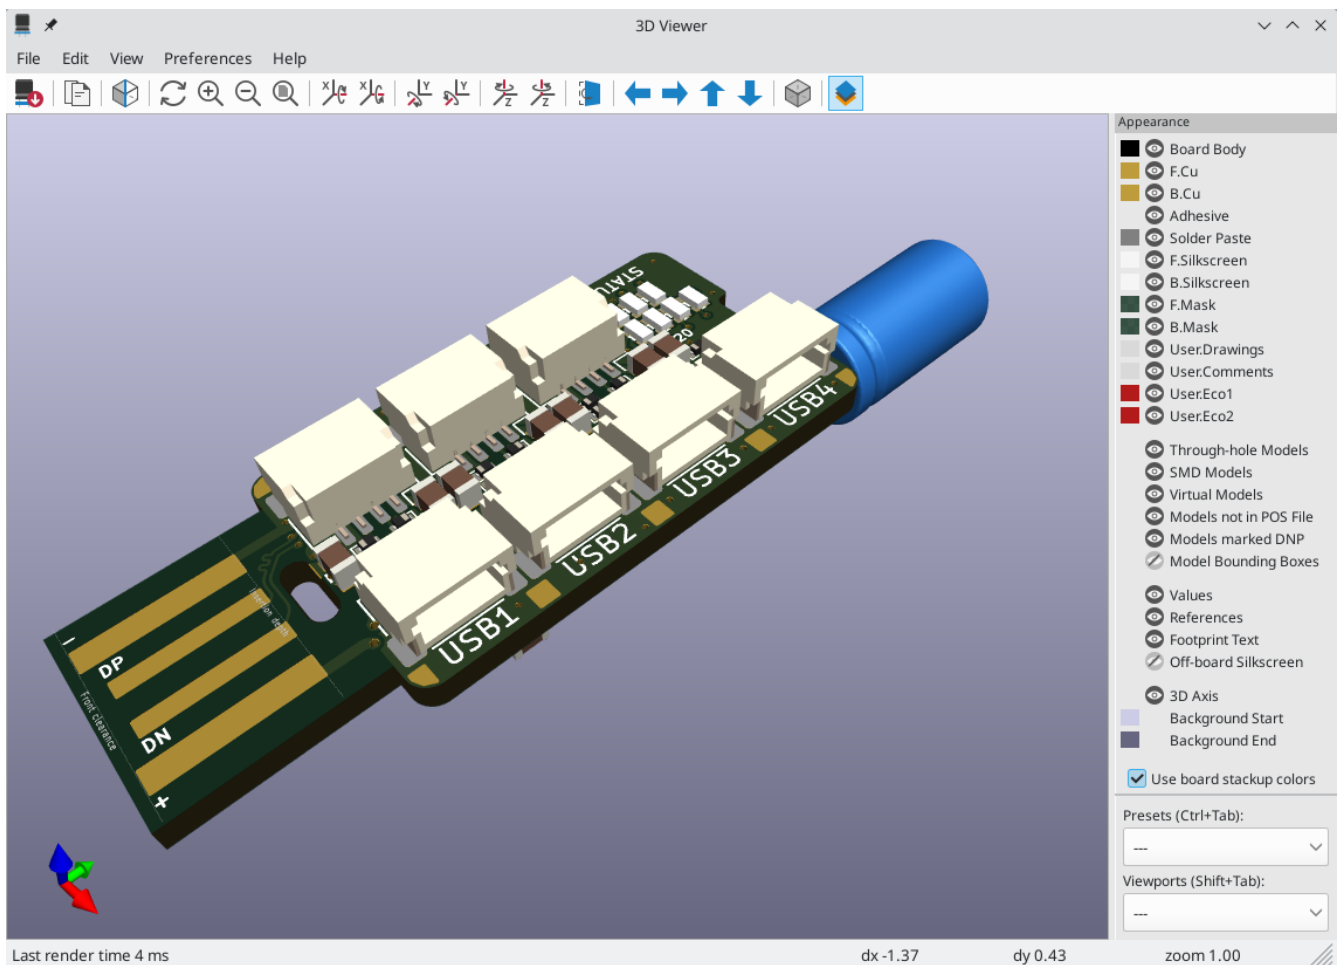 3D Viewer
File Edit View Preferences Help
Appearance
Board Body
F.Cu
B.Cu
Adhesive
Solder Paste
F.Silkscreen
B.Silkscreen
F.Mask
B.Mask
User.Drawings
User.Comments
User.Eco1
User.Eco2
Through-hole Models
SMD Models
Virtual Models
Models not in POS File
Models marked DNP
Model Bounding Boxes
Values
References
Footprint Text
Off-board Silkscreen
3D Axis
Background Start
Background End
Use board stackup colors
Presets (Ctrl+Tab):
---
Viewports (Shift+Tab):
---
STATU
20
USB4
USB3
USB2
USB1
-
DP
DN
+
Front clearance
depth
Last render time 4 ms
dx -1.37
dy 0.43
zoom 1.00